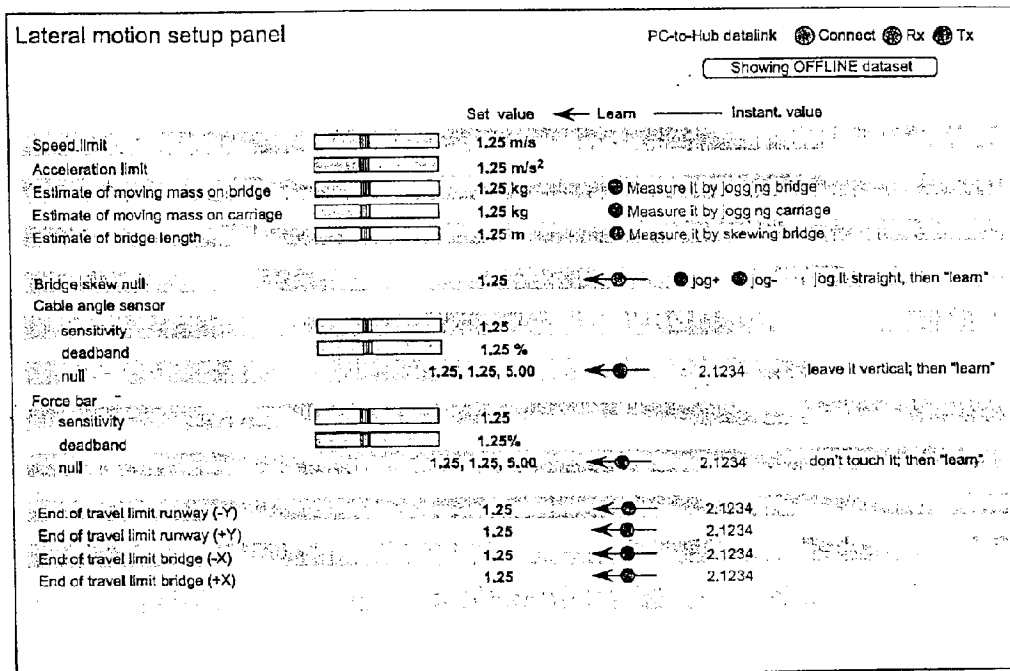 Lateral motion setup panel
PC-to-Hub datalink Connect Rx Tx
Showing OFFLINE dataset
Set value Learn Instant. value
Speed limit 1.25 m/s
Acceleration limit 1.25 m/s²
Estimate of moving mass on bridge 1.25 kg Measure it by jogging bridge
Estimate of moving mass on carriage 1.25 kg Measure it by jogging carriage
Estimate of bridge length 1.25 m Measure it by skewing bridge
Bridge skew null 1.25 jog+ jog- jog it straight, then "learn"
Cable angle sensor
sensitivity 1.25
deadband 1.25 %
null 1.25, 1.25, 5.00 2.1234 leave it vertical; then "learn"
Force bar
sensitivity 1.25
deadband 1.25%
null 1.25, 1.25, 5.00 2.1234 don't touch it; then "learn"
End of travel limit runway (-Y) 1.25 2.1234
End of travel limit runway (+Y) 1.25 2.1234
End of travel limit bridge (-X) 1.25 2.1234
End of travel limit bridge (+X) 1.25 2.1234